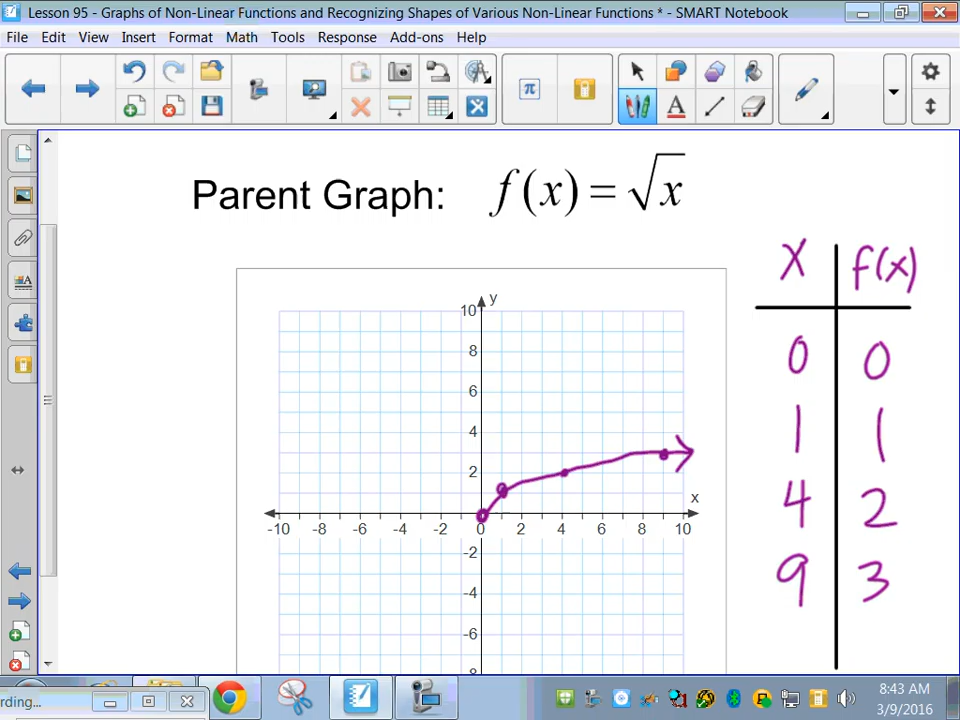 Lesson 95 - Graphs of Non-Linear Functions and Recognizing Shapes of Various Non-Linear Functions * - SMART Notebook
File Edit View Insert Format Math Tools Response Add-ons Help
Parent Graph: f(x) = √x
x f(x)
0 0
1 1
4 2
9 3
y
10
8
6
4
2
x
-10 -8 -6 -4 -2 0 2 4 6 8 10
-2
-4
-6
8:43 AM
rding...
3/9/2016